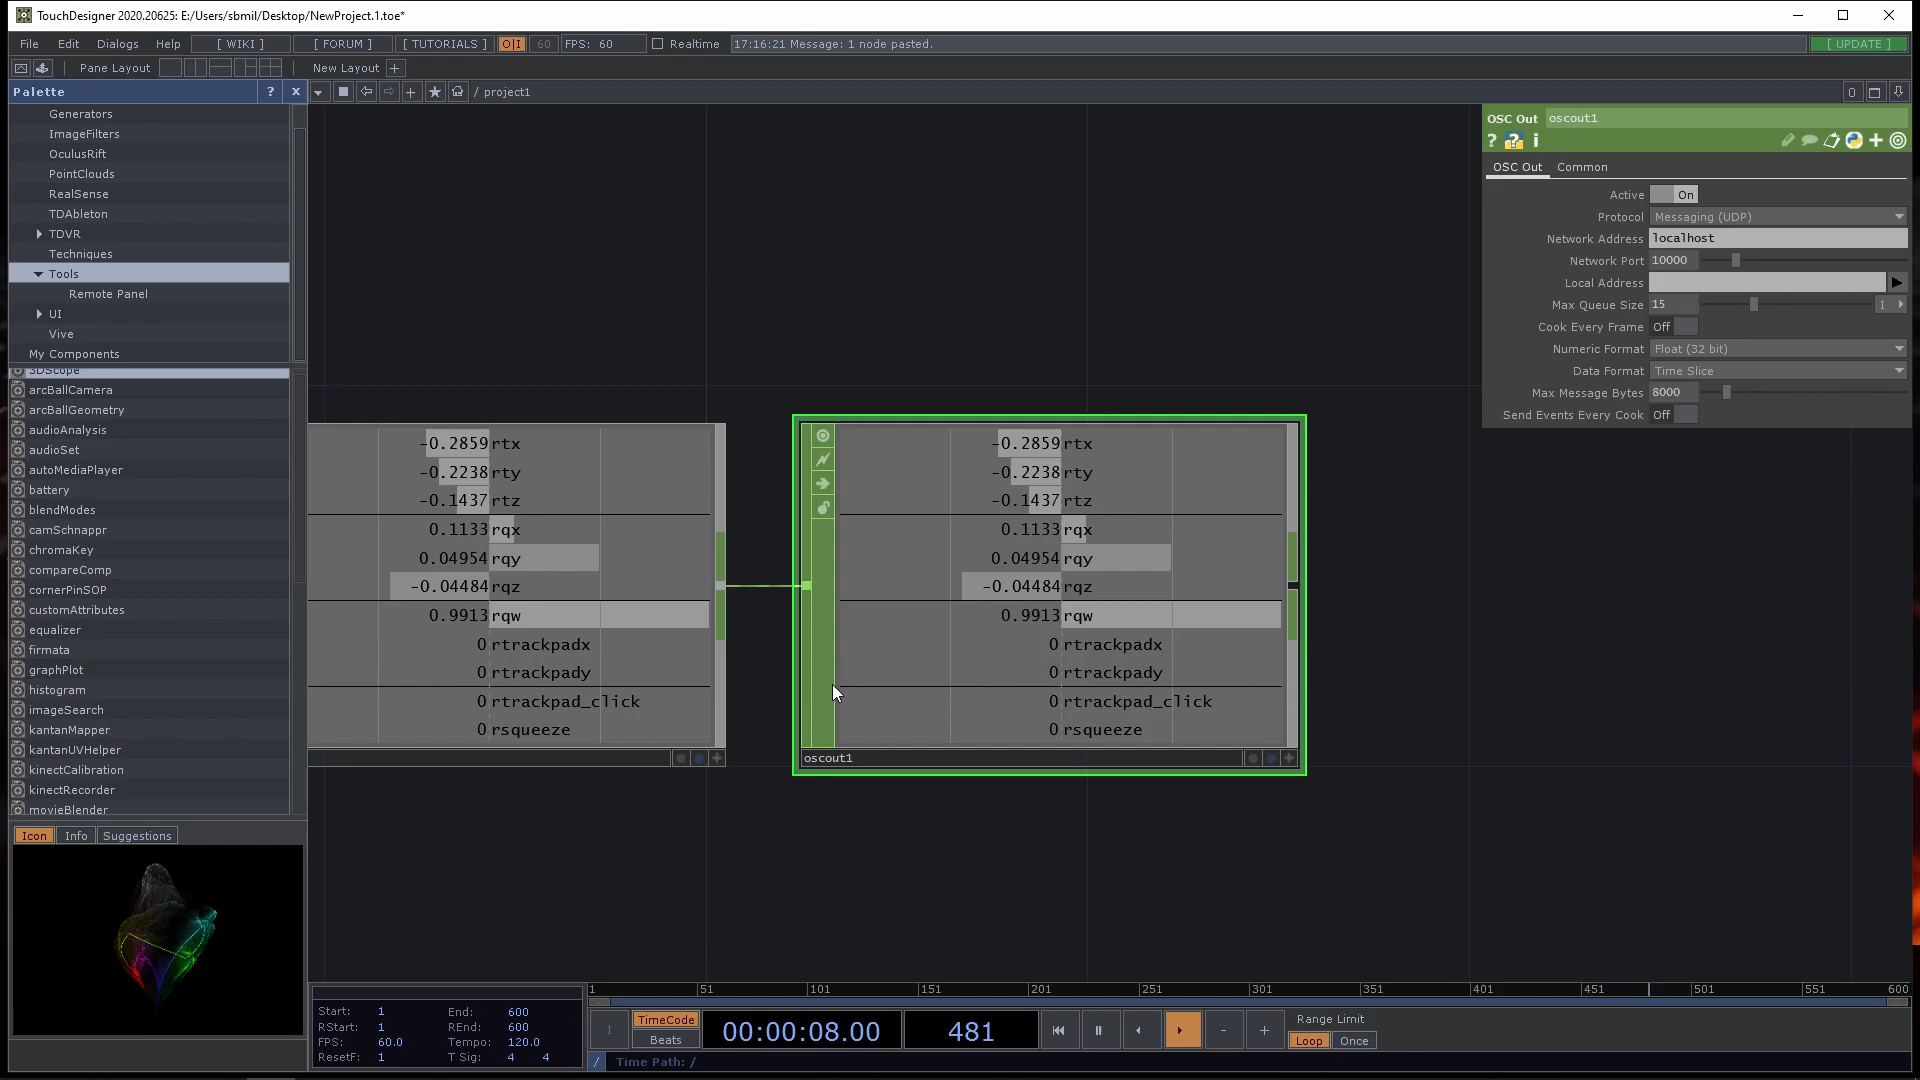 TouchDesigner 2020.20625: E:/Users/sbmil/Desktop/NewProject.1.toe*
File Edit Dialogs Help [ WIKI ] [ FORUM ] [ TUTORIALS ] O|I 60 FPS: 60 Realtime 17:16:21 Message: 1 node pasted. [ UPDATE ]
Pane Layout New Layout +
Palette ? x / project1 0
Generators
ImageFilters
OculusRift
PointClouds
RealSense
TDAbleton
TDVR
Techniques
Tools
Remote Panel
UI
Vive
My Components
3DScope
arcBallCamera
arcBallGeometry
audioAnalysis
audioSet
autoMediaPlayer
battery
blendModes
camSchnappr
chromaKey
compareComp
cornerPinSOP
customAttributes
equalizer
firmata
graphPlot
histogram
imageSearch
kantanMapper
kantanUVHelper
kinectCalibration
kinectRecorder
movieBlender
Icon Info Suggestions
-0.2859 rtx
-0.2238 rty
-0.1437 rtz
0.1133 rqx
0.04954 rqy
-0.04484 rqz
0.9913 rqw
0 rtrackpadx
0 rtrackpady
0 rtrackpad_click
0 rsqueeze
-0.2859 rtx
-0.2238 rty
-0.1437 rtz
0.1133 rqx
0.04954 rqy
-0.04484 rqz
0.9913 rqw
0 rtrackpadx
0 rtrackpady
0 rtrackpad_click
0 rsqueeze
oscout1
OSC Out oscout1
? ? i
OSC Out Common
Active On
Protocol Messaging (UDP)
Network Address localhost
Network Port 10000
Local Address
Max Queue Size 15 I
Cook Every Frame Off
Numeric Format Float (32 bit)
Data Format Time Slice
Max Message Bytes 8000
Send Events Every Cook Off
1 51 101 151 201 251 301 351 401 451 501 551 600
Start: 1 End: 600
RStart: 1 REnd: 600
FPS: 60.0 Tempo: 120.0
ResetF: 1 T Sig: 4 4
I TimeCode 00:00:08.00 481 - + Range Limit
Beats Loop Once
/ Time Path: /